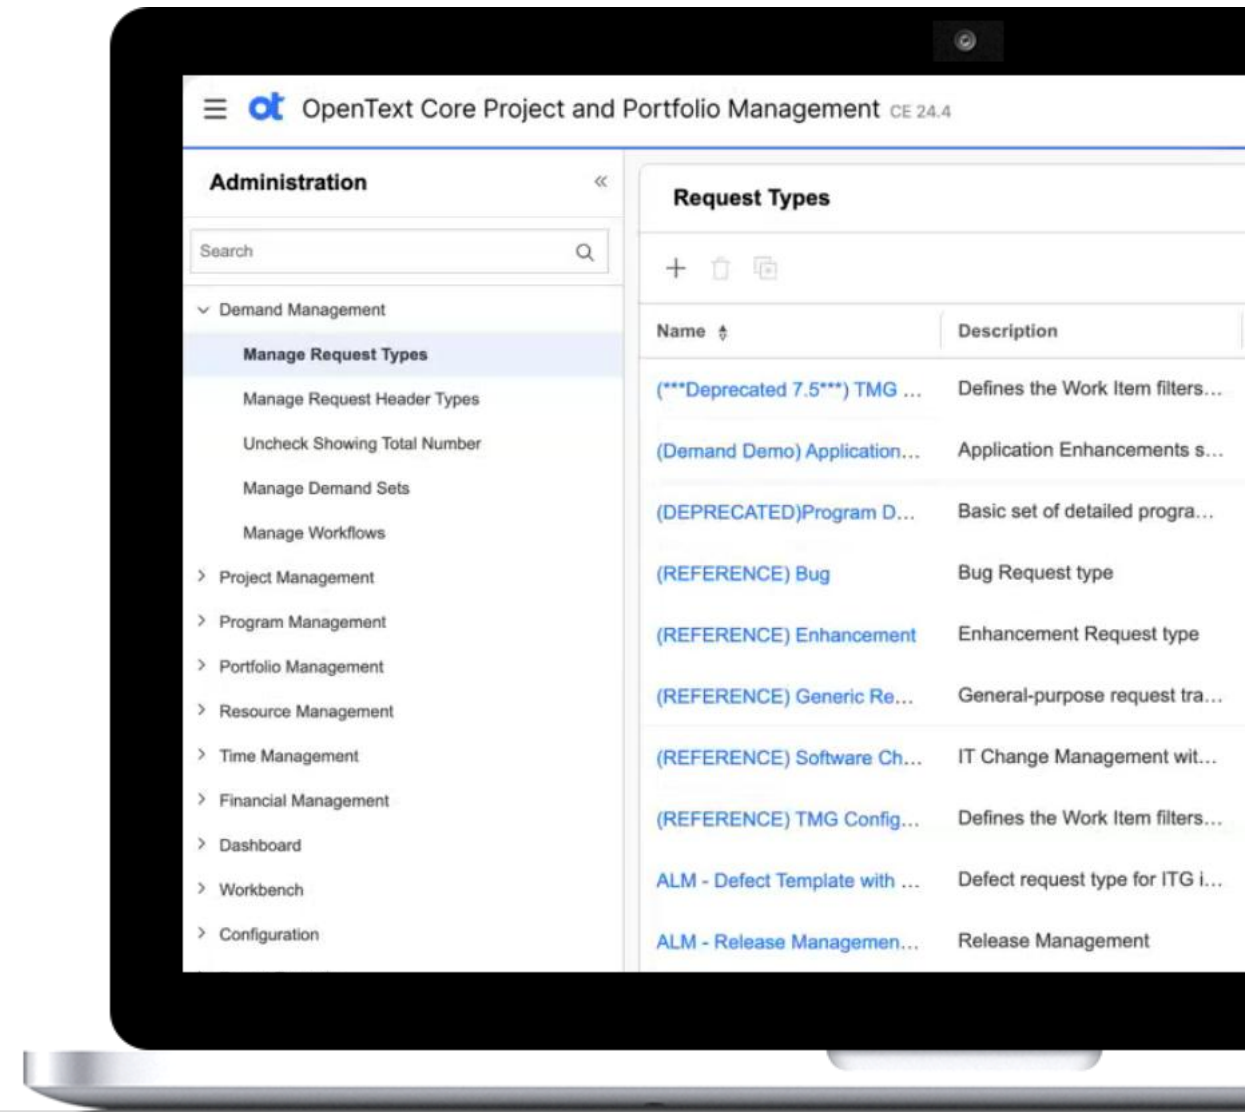 ot OpenText Core Project and Portfolio Management CE 24.4
Administration «
Search
Demand Management
Manage Request Types
Manage Request Header Types
Uncheck Showing Total Number
Manage Demand Sets
Manage Workflows
Project Management
Program Management
Portfolio Management
Resource Management
Time Management
Financial Management
Dashboard
Workbench
Configuration
Request Types
Name Description
(***Deprecated 7.5***) TMG ... Defines the Work Item filters...
(Demand Demo) Application... Application Enhancements s...
(DEPRECATED)Program D... Basic set of detailed progra...
(REFERENCE) Bug Bug Request type
(REFERENCE) Enhancement Enhancement Request type
(REFERENCE) Generic Re... General-purpose request tra...
(REFERENCE) Software Ch... IT Change Management wit...
(REFERENCE) TMG Config... Defines the Work Item filters...
ALM - Defect Template with ... Defect request type for ITG i...
ALM - Release Managemen... Release Management